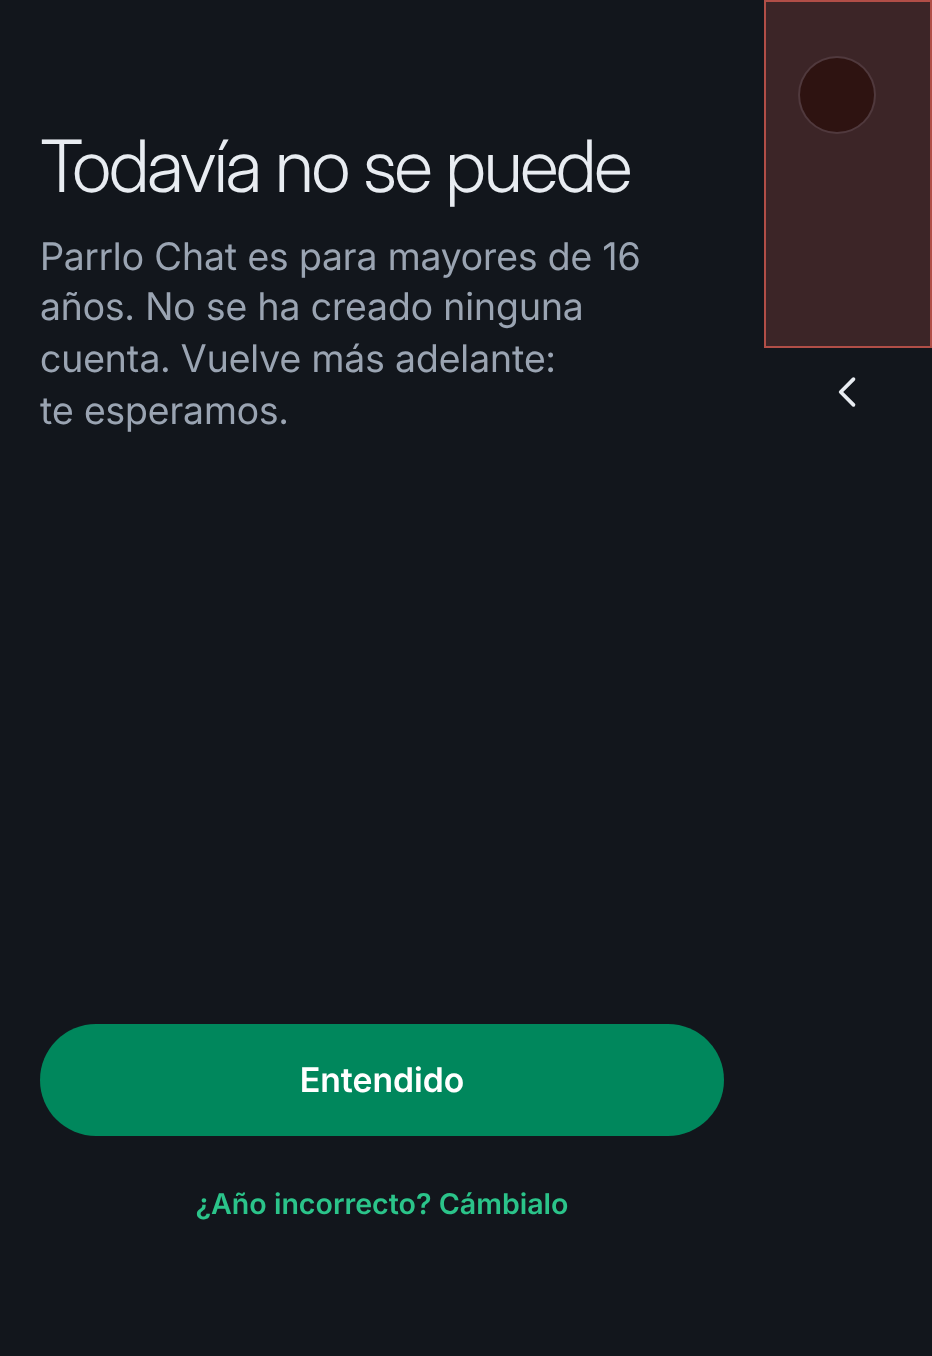 Todavía no se puede
Parrlo Chat es para mayores de 16
años. No se ha creado ninguna
cuenta. Vuelve más adelante:
te esperamos.
Entendido
¿Año incorrecto? Cámbialo